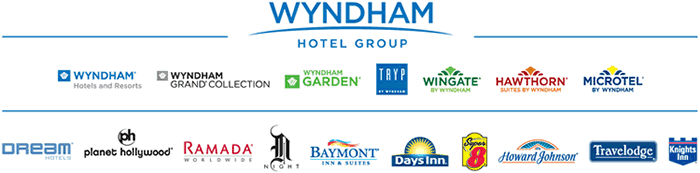 WYNDHAM
HOTEL GROUP
WYNDHAM®
Hotels and Resorts
WYNDHAM
GRAND COLLECTION®
WYNDHAM
GARDEN®
TRYP
BY WYNDHAM
WINGATE®
BY WYNDHAM
HAWTHORN®
SUITES BY WYNDHAM®
MICROTEL®
BY WYNDHAM
DREAM
HOTELS
ph
planet hollywood®
RAMADA®
WORLDWIDE
N
NIGHT
BAYMONT
INN & SUITES
Days Inn
Super
8
Howard Johnson®
Travelodge
Knights
Inn